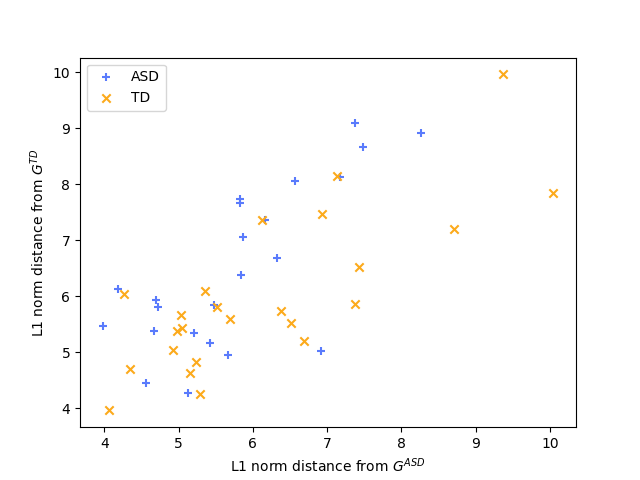 ASD
TD
10
9
8
7
6
5
4
L1 norm distance from G^{TD}
4 5 6 7 8 9 10
L1 norm distance from G^{ASD}